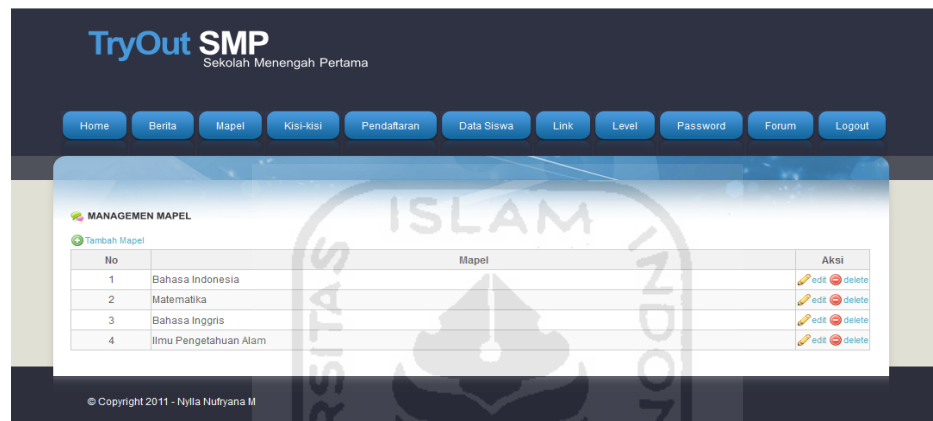 TryOut SMP
Sekolah Menengah Pertama
Home Berita Mapel Kisi-kisi Pendaftaran Data Siswa Link Level Password Forum Logout
MANAGEMEN MAPEL
Tambah Mapel
No Mapel Aksi
1 Bahasa Indonesia edit delete
2 Matematika edit delete
3 Bahasa Inggris edit delete
4 Ilmu Pengetahuan Alam edit delete
© Copyright 2011 - Nylla Nufryana M
ISLAM